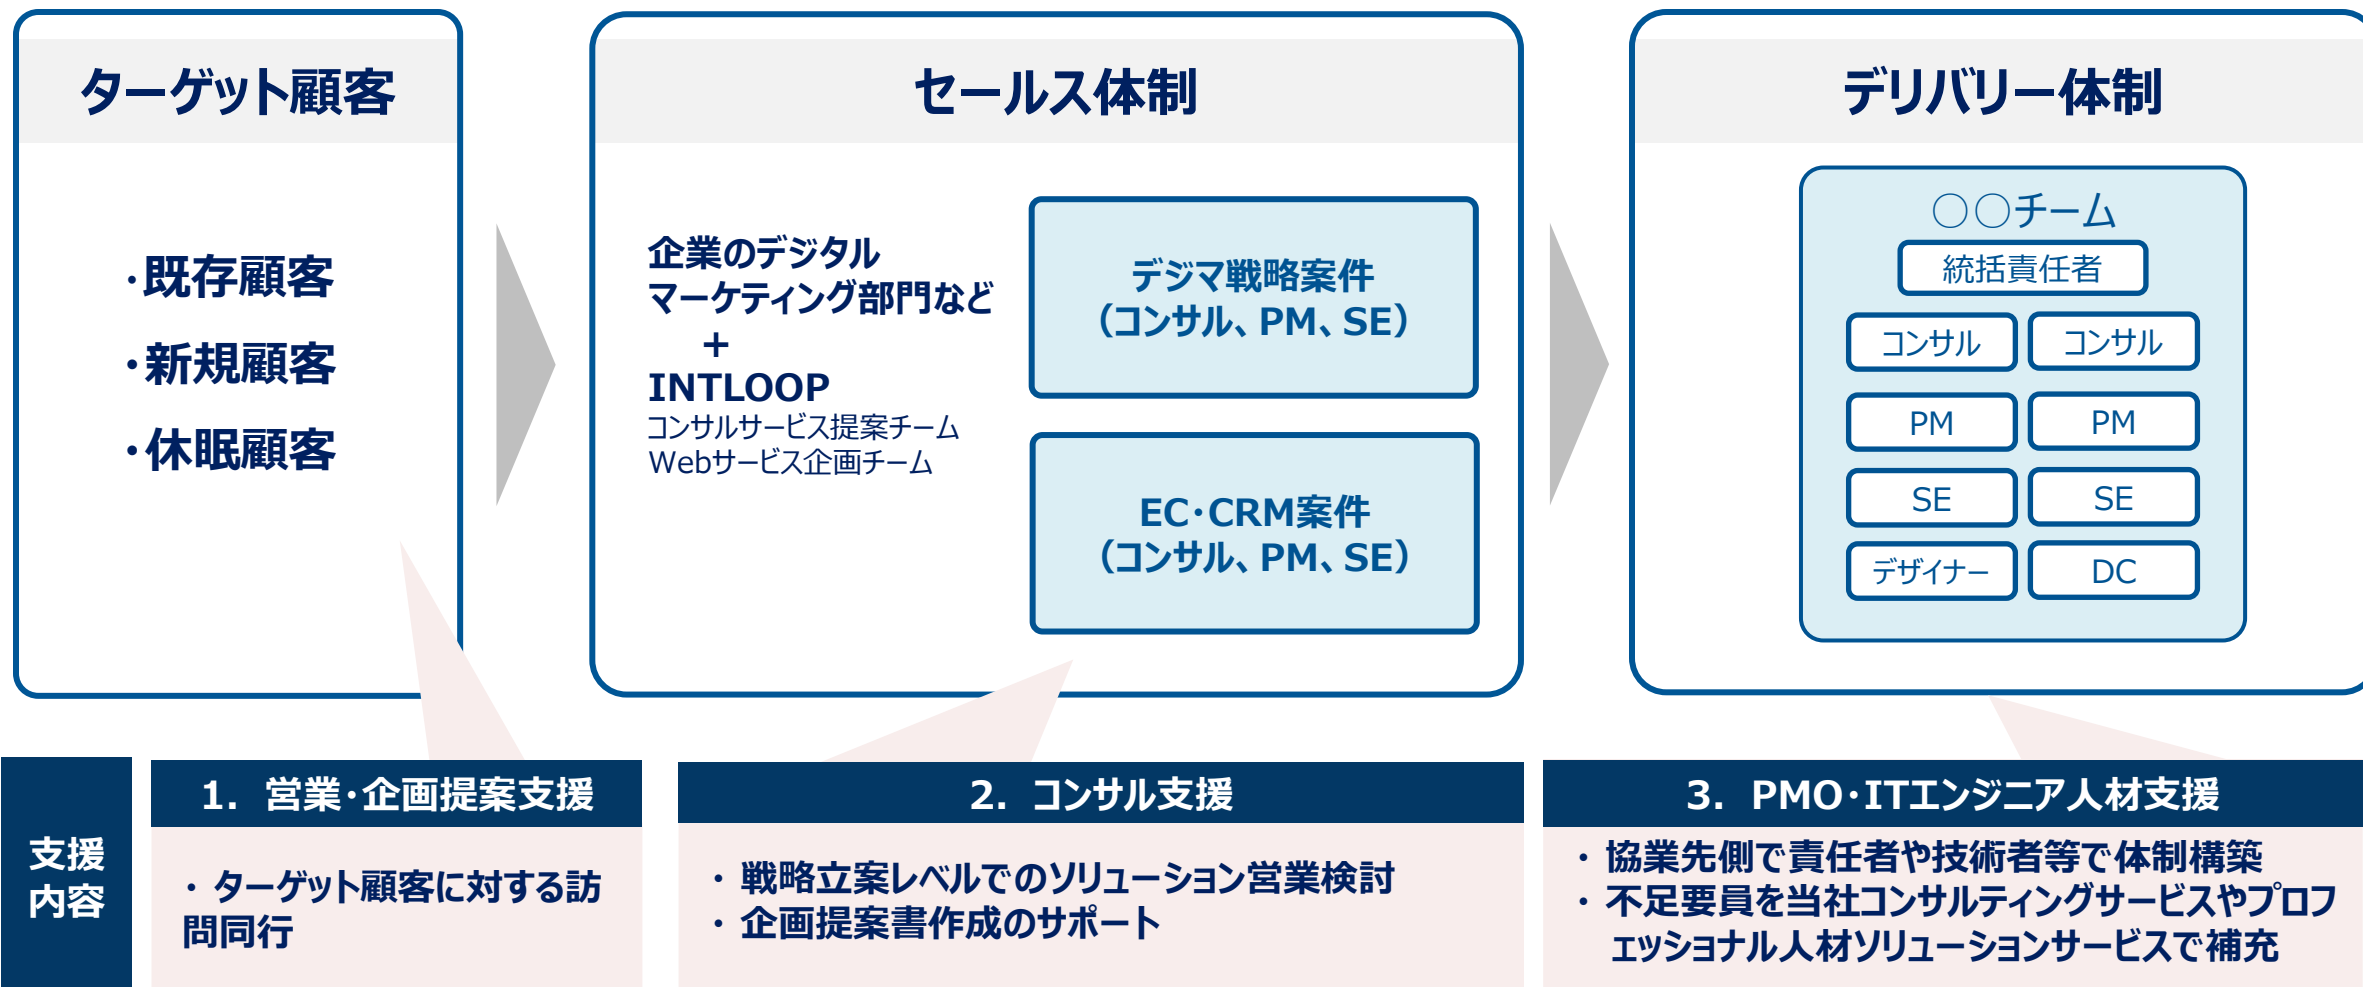 ターゲット顧客
・既存顧客
・新規顧客
・休眠顧客
セールス体制
企業のデジタル
マーケティング部門など
+
INTLOOP
コンサルサービス提案チーム
Webサービス企画チーム
デジマ戦略案件
（コンサル、PM、SE）
EC・CRM案件
（コンサル、PM、SE）
デリバリー体制
〇〇チーム
統括責任者
コンサル コンサル
PM PM
SE SE
デザイナー DC
支援
内容
1. 営業・企画提案支援
・ターゲット顧客に対する訪
問同行
2. コンサル支援
・戦略立案レベルでのソリューション営業検討
・企画提案書作成のサポート
3. PMO・ITエンジニア人材支援
・協業先側で責任者や技術者等で体制構築
・不足要員を当社コンサルティングサービスやプロフ
ェッショナル人材ソリューションサービスで補充